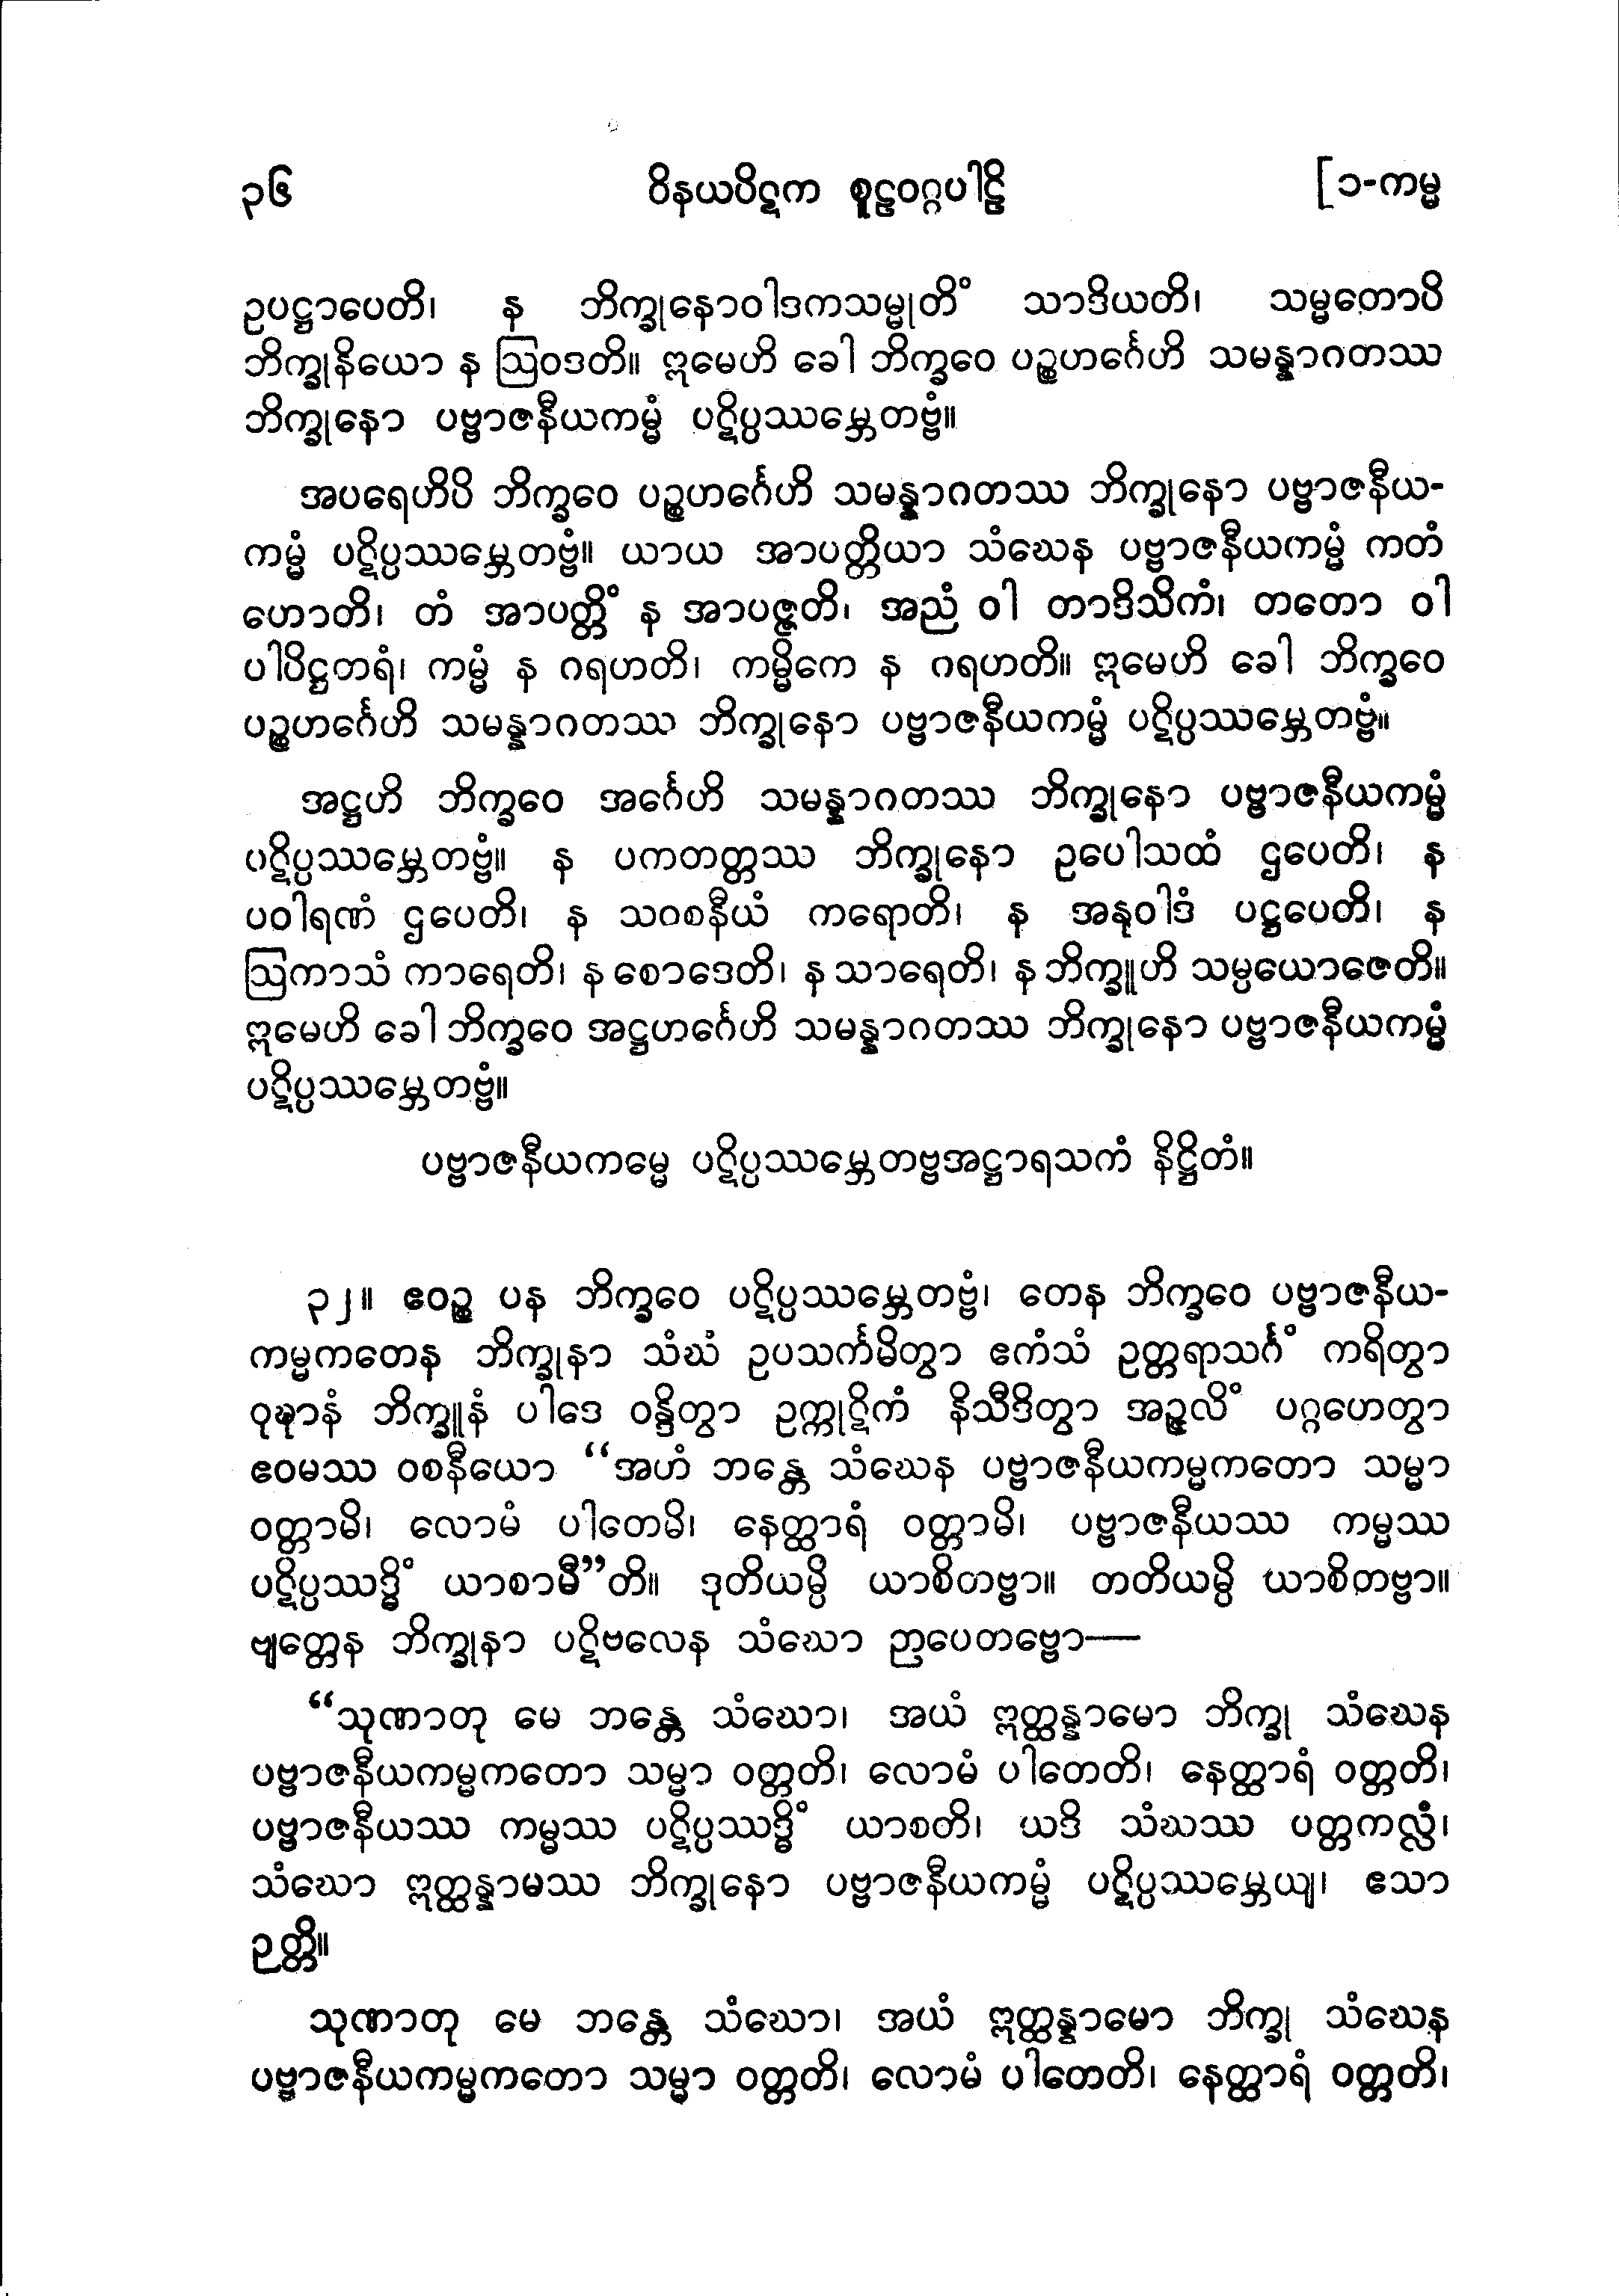 ၃၆ ဝိနယပိဋက စူဠဝဂ္ဂပါဠိ [၁-ကမ္မ
ဥပဋ္ဌာပေတိ၊ န ဘိက္ခုနောဝါဒကသမ္မုတိံ သာဒိယတိ၊ သမ္မတောပိ
ဘိက္ခုနိယော န ဩဝဒတိ။ ဣမေဟိ ခေါ ဘိက္ခဝေ ပဉ္စဟင်္ဂေဟိ သမန္နာဂတဿ
ဘိက္ခုနော ပဗ္ဗာဇနီယကမ္မံ ပဋိပ္ပဿမ္ဘေတဗ္ဗံ။
အပရေဟိပိ ဘိက္ခဝေ ပဉ္စဟင်္ဂေဟိ သမန္နာဂတဿ ဘိက္ခုနော ပဗ္ဗာဇနီယ-
ကမ္မံ ပဋိပ္ပဿမ္ဘေတဗ္ဗံ။ ယာယ အာပတ္တိယာ သံဃေန ပဗ္ဗာဇနီယကမ္မံ ကတံ
ဟောတိ၊ တံ အာပတ္တိံ န အာပဇ္ဇတိ၊ အညံ ဝါ တာဒိသိကံ၊ တတော ဝါ
ပါပိဋ္ဌတရံ၊ ကမ္မံ န ဂရဟတိ၊ ကမ္မိကေ န ဂရဟတိ။ ဣမေဟိ ခေါ ဘိက္ခဝေ
ပဉ္စဟင်္ဂေဟိ သမန္နာဂတဿ ဘိက္ခုနော ပဗ္ဗာဇနီယကမ္မံ ပဋိပ္ပဿမ္ဘေတဗ္ဗံ။
အဋ္ဌဟိ ဘိက္ခဝေ အင်္ဂေဟိ သမန္နာဂတဿ ဘိက္ခုနော ပဗ္ဗာဇနီယကမ္မံ
ပဋိပ္ပဿမ္ဘေတဗ္ဗံ။ န ပကတတ္တဿ ဘိက္ခုနော ဥပေါသထံ ဌပေတိ၊ န
ပဝါရဏံ ဌပေတိ၊ န သဝစနီယံ ကရောတိ၊ န အနုဝါဒံ ပဋ္ဌပေတိ၊ န
ဩကာသံ ကာရေတိ၊ န စောဒေတိ၊ န သာရေတိ၊ န ဘိက္ခူဟိ သမ္ပယောဇေတိ။
ဣမေဟိ ခေါ ဘိက္ခဝေ အဋ္ဌဟင်္ဂေဟိ သမန္နာဂတဿ ဘိက္ခုနော ပဗ္ဗာဇနီယကမ္မံ
ပဋိပ္ပဿမ္ဘေတဗ္ဗံ။
ပဗ္ဗာဇနီယကမ္မေ ပဋိပ္ပဿမ္ဘေတဗ္ဗအဋ္ဌာရသကံ နိဋ္ဌိတံ။
၃၂။ ဧဝဉ္စ ပန ဘိက္ခဝေ ပဋိပ္ပဿမ္ဘေတဗ္ဗံ၊ တေန ဘိက္ခဝေ ပဗ္ဗာဇနီယ-
ကမ္မကတေန ဘိက္ခုနာ သံဃံ ဥပသင်္ကမိတွာ ဧကံသံ ဥတ္တရာသင်္ဂံ ကရိတွာ
ဝုဍ္ဎာနံ ဘိက္ခူနံ ပါဒေ ဝန္ဒိတွာ ဥက္ကုဋိကံ နိသီဒိတွာ အဉ္ဇလိံ ပဂ္ဂဟေတွာ
ဧဝမဿ ဝစနီယော “အဟံ ဘန္တေ သံဃေန ပဗ္ဗာဇနီယကမ္မကတော သမ္မာ
ဝတ္တာမိ၊ လောမံ ပါတေမိ၊ နေတ္ထာရံ ဝတ္တာမိ၊ ပဗ္ဗာဇနီယဿ ကမ္မဿ
ပဋိပ္ပဿဒ္ဓိံ ယာစာမီ”တိ။ ဒုတိယမ္ပိ ယာစိတဗ္ဗာ။ တတိယမ္ပိ ယာစိတဗ္ဗာ။
ဗျတ္တေန ဘိက္ခုနာ ပဋိဗလေန သံဃော ဉာပေတဗ္ဗော—
“သုဏာတု မေ ဘန္တေ သံဃော၊ အယံ ဣတ္ထန္နာမော ဘိက္ခု သံဃေန
ပဗ္ဗာဇနီယကမ္မကတော သမ္မာ ဝတ္တတိ၊ လောမံ ပါတေတိ၊ နေတ္ထာရံ ဝတ္တတိ၊
ပဗ္ဗာဇနီယဿ ကမ္မဿ ပဋိပ္ပဿဒ္ဓိံ ယာစတိ၊ ယဒိ သံဃဿ ပတ္တကလ္လံ၊
သံဃော ဣတ္ထန္နာမဿ ဘိက္ခုနော ပဗ္ဗာဇနီယကမ္မံ ပဋိပ္ပဿမ္ဘေယျ၊ ဧသာ
ဉတ္တိ။
သုဏာတု မေ ဘန္တေ သံဃော၊ အယံ ဣတ္ထန္နာမော ဘိက္ခု သံဃေန
ပဗ္ဗာဇနီယကမ္မကတော သမ္မာ ဝတ္တတိ၊ လောမံ ပါတေတိ၊ နေတ္ထာရံ ဝတ္တတိ၊